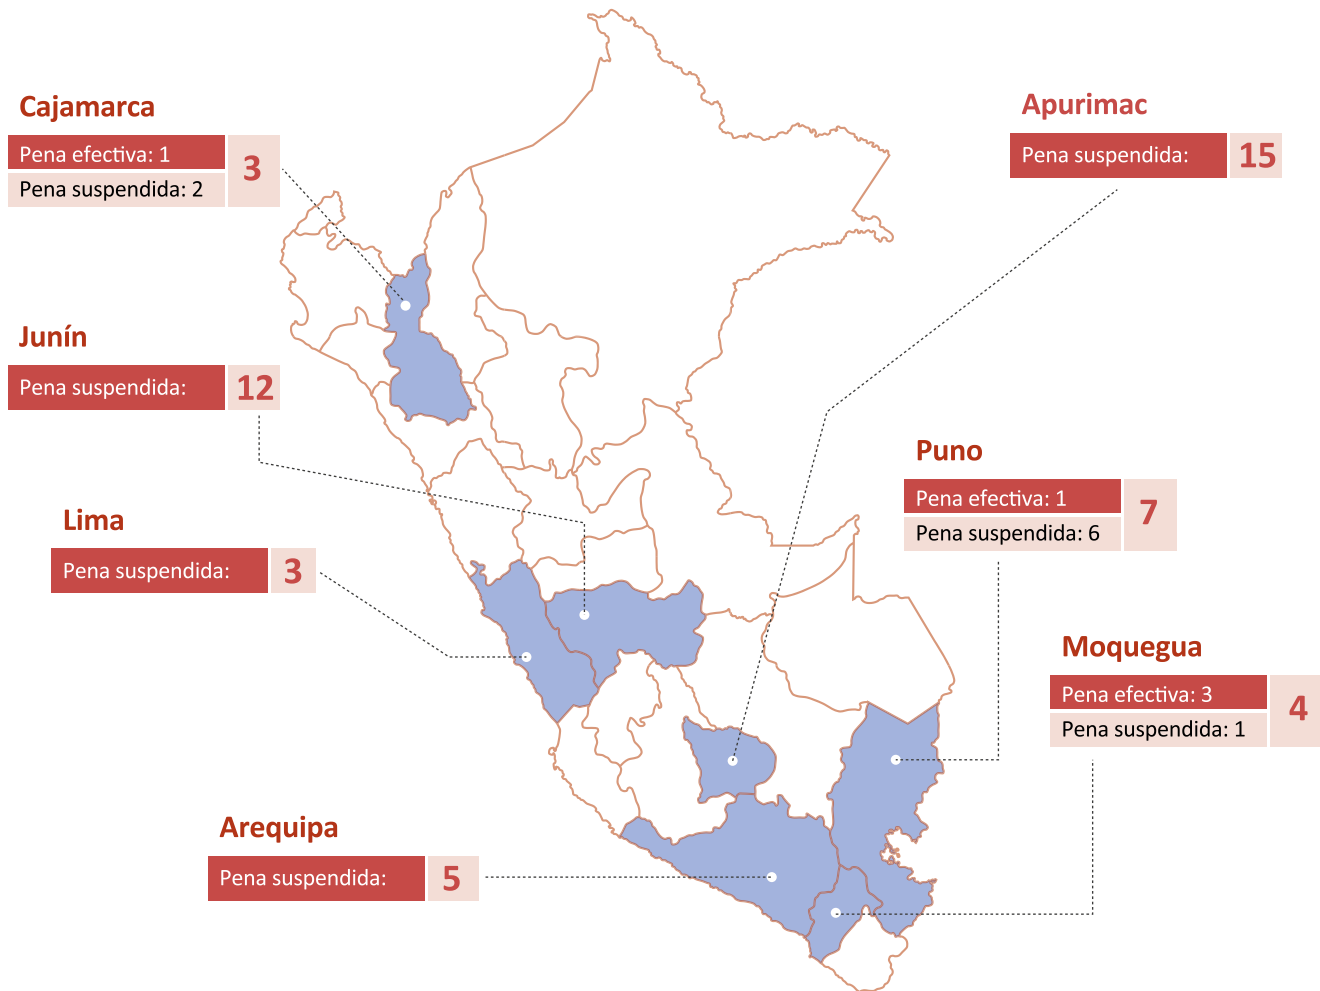 Cajamarca
Pena efectiva: 1
Pena suspendida: 2
3
Apurimac
Pena suspendida:
15
Junín
Pena suspendida:
12
Puno
Pena efectiva: 1
Pena suspendida: 6
7
Lima
Pena suspendida:
3
Moquegua
Pena efectiva: 3
Pena suspendida: 1
4
Arequipa
Pena suspendida:
5